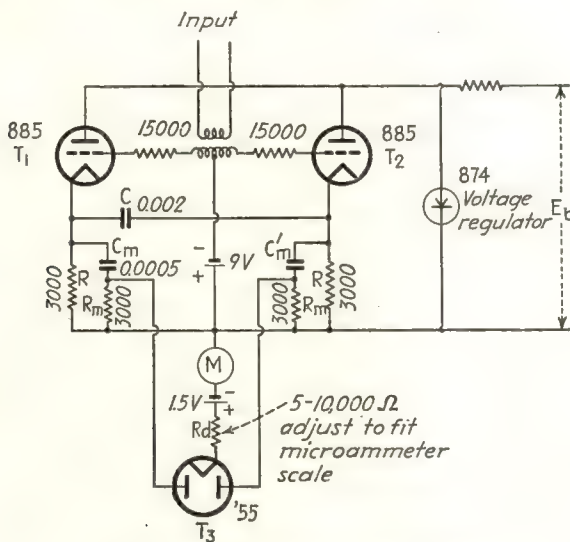 Input
885
T1
15000
15000
885
T2
874
Voltage
regulator
Eb
C
0.002
-
+
9V
Cm
0.0005
C'm
R
3000
Rm
3000
R
3000
Rm
3000
M
1.5V
-
+
Rd
5-10,000 Ω
adjust to fit
microammeter
scale
'55
T3